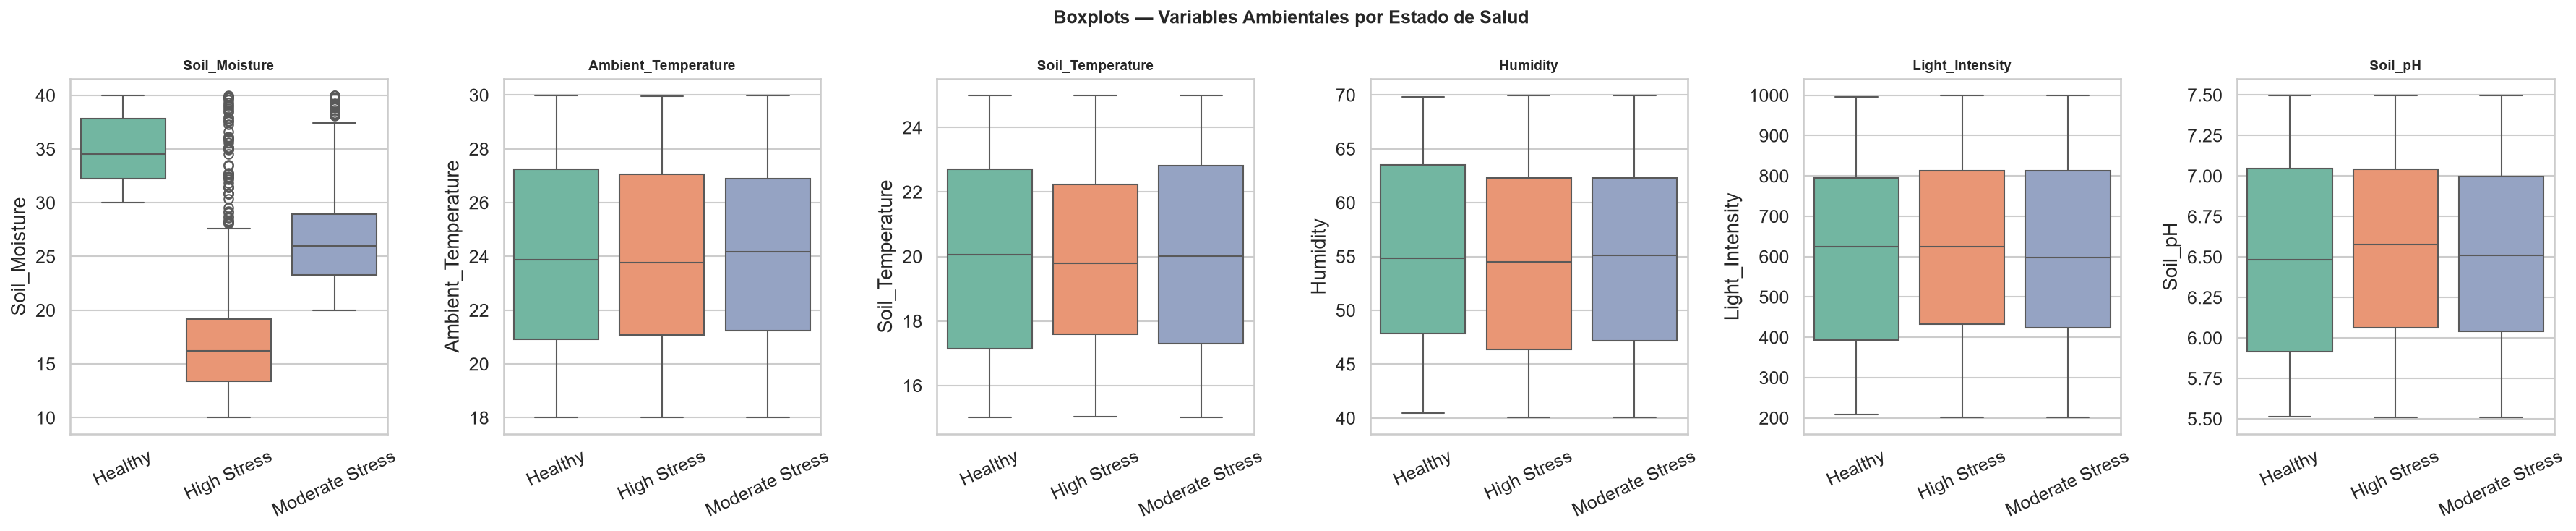 Boxplots — Variables Ambientales por Estado de Salud
Soil_Moisture
Soil_Moisture
40
35
30
25
20
15
10
Healthy
High Stress
Moderate Stress
Ambient_Temperature
Ambient_Temperature
30
28
26
24
22
20
18
Healthy
High Stress
Moderate Stress
Soil_Temperature
Soil_Temperature
24
22
20
18
16
Healthy
High Stress
Moderate Stress
Humidity
Humidity
70
65
60
55
50
45
40
Healthy
High Stress
Moderate Stress
Light_Intensity
Light_Intensity
1000
900
800
700
600
500
400
300
200
Healthy
High Stress
Moderate Stress
Soil_pH
Soil_pH
7.50
7.25
7.00
6.75
6.50
6.25
6.00
5.75
5.50
Healthy
High Stress
Moderate Stress